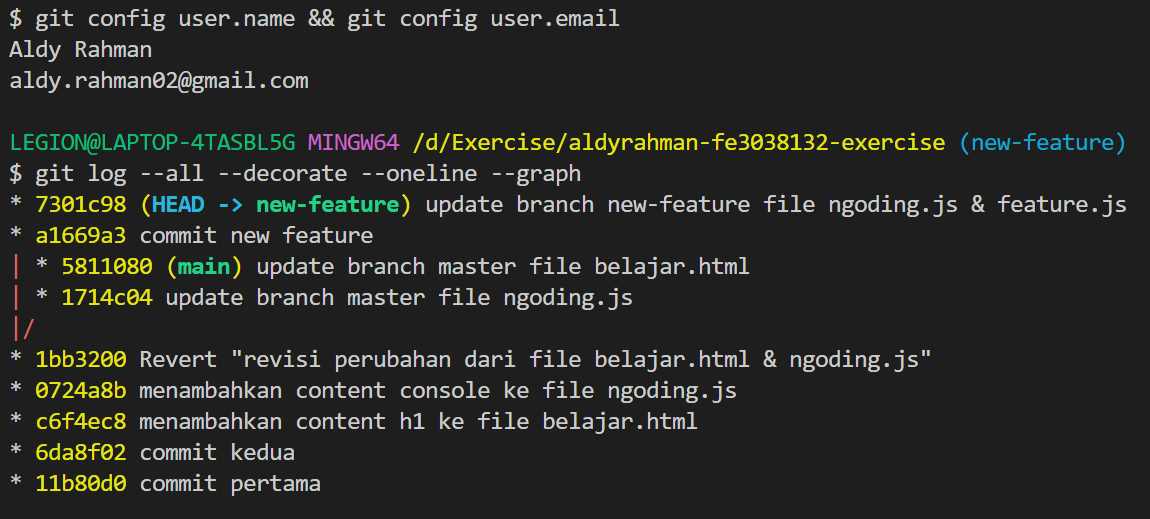 $ git config user.name && git config user.email
Aldy Rahman
aldy.rahman02@gmail.com
LEGION@LAPTOP-4TASBL5G MINGW64 /d/Exercise/aldyrahman-fe3038132-exercise (new-feature)
$ git log --all --decorate --oneline --graph
* 7301c98 (HEAD -> new-feature) update branch new-feature file ngoding.js & feature.js
* a1669a3 commit new feature
| * 5811080 (main) update branch master file belajar.html
| * 1714c04 update branch master file ngoding.js
|/
* 1bb3200 Revert "revisi perubahan dari file belajar.html & ngoding.js"
* 0724a8b menambahkan content console ke file ngoding.js
* c6f4ec8 menambahkan content h1 ke file belajar.html
* 6da8f02 commit kedua
* 11b80d0 commit pertama